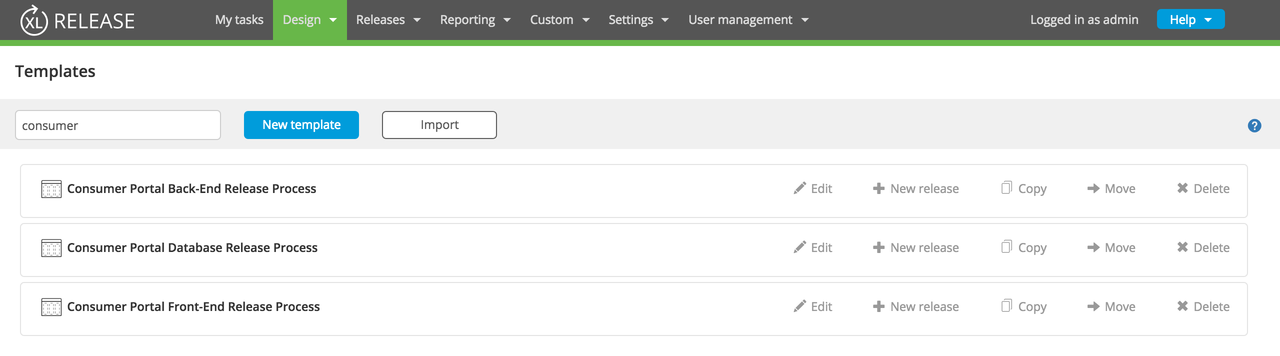 XL RELEASE My tasks Design Releases Reporting Custom Settings User management Logged in as admin Help
Templates
consumer New template Import ?
Consumer Portal Back-End Release Process Edit New release Copy Move Delete
Consumer Portal Database Release Process Edit New release Copy Move Delete
Consumer Portal Front-End Release Process Edit New release Copy Move Delete